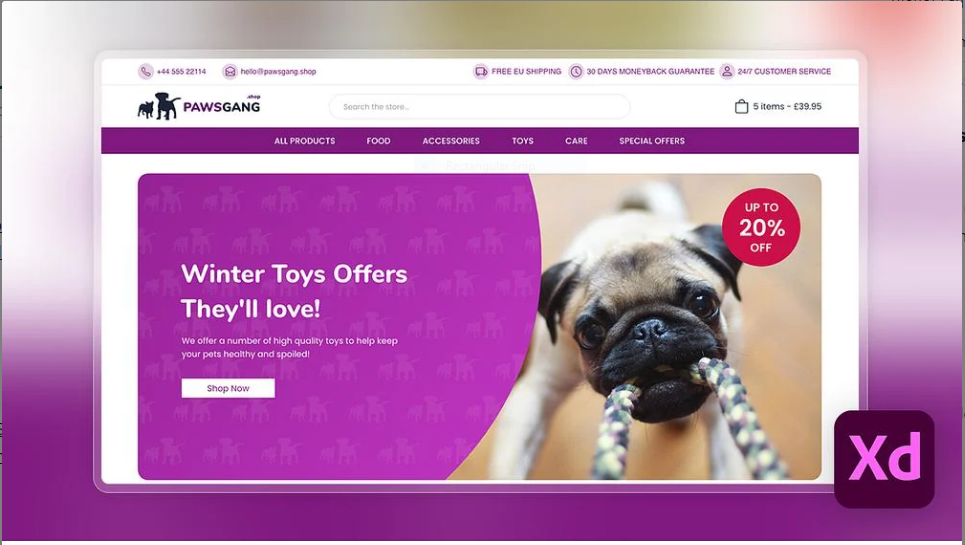 +44 555 22114
hello@pawsgang.shop
FREE EU SHIPPING
30 DAYS MONEYBACK GUARANTEE
24/7 CUSTOMER SERVICE
.shop
PAWSGANG
Search the store...
5 items - £39.95
ALL PRODUCTS
FOOD
ACCESSORIES
TOYS
CARE
SPECIAL OFFERS
UP TO
20%
OFF
Winter Toys Offers
They'll love!
We offer a number of high quality toys to help keep
your pets healthy and spoiled!
Shop Now
Xd